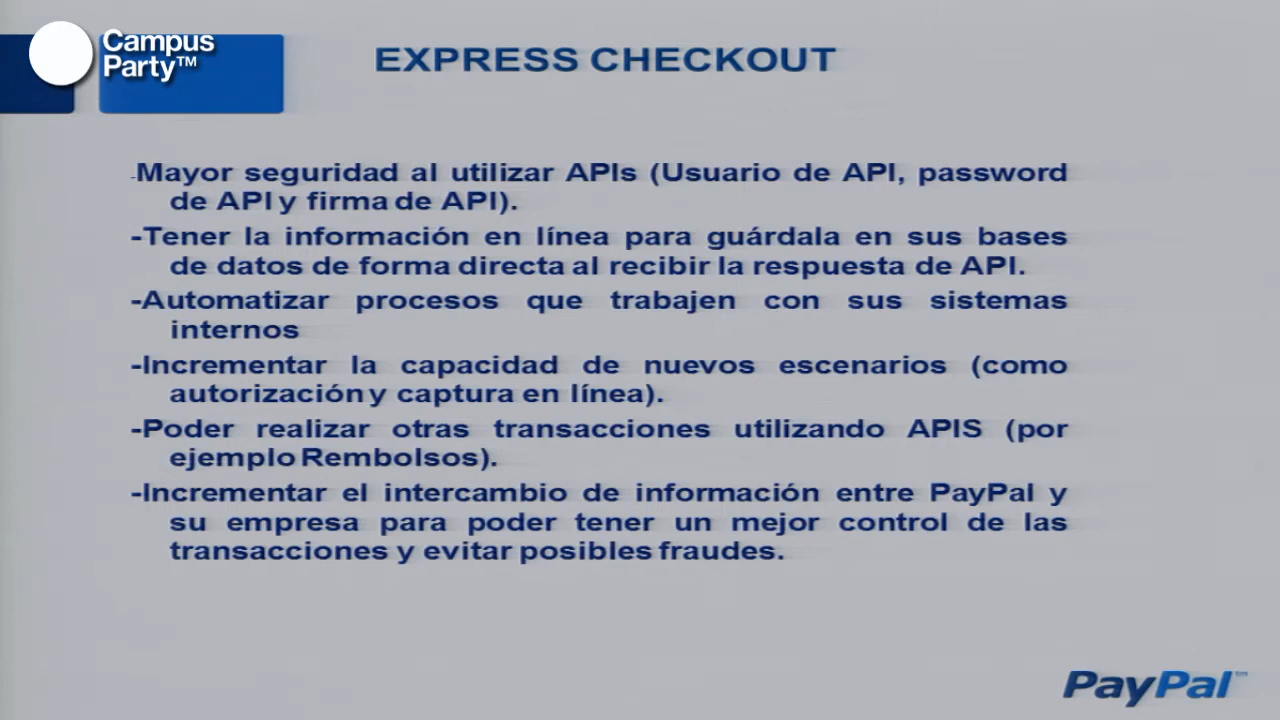 Campus
Party™
EXPRESS CHECKOUT
-Mayor seguridad al utilizar APIs (Usuario de API, password
de API y firma de API).
-Tener la información en línea para guárdala en sus bases
de datos de forma directa al recibir la respuesta de API.
-Automatizar procesos que trabajen con sus sistemas
internos
-Incrementar la capacidad de nuevos escenarios (como
autorización y captura en línea).
-Poder realizar otras transacciones utilizando APIS (por
ejemplo Rembolsos).
-Incrementar el intercambio de información entre PayPal y
su empresa para poder tener un mejor control de las
transacciones y evitar posibles fraudes.
PayPal™